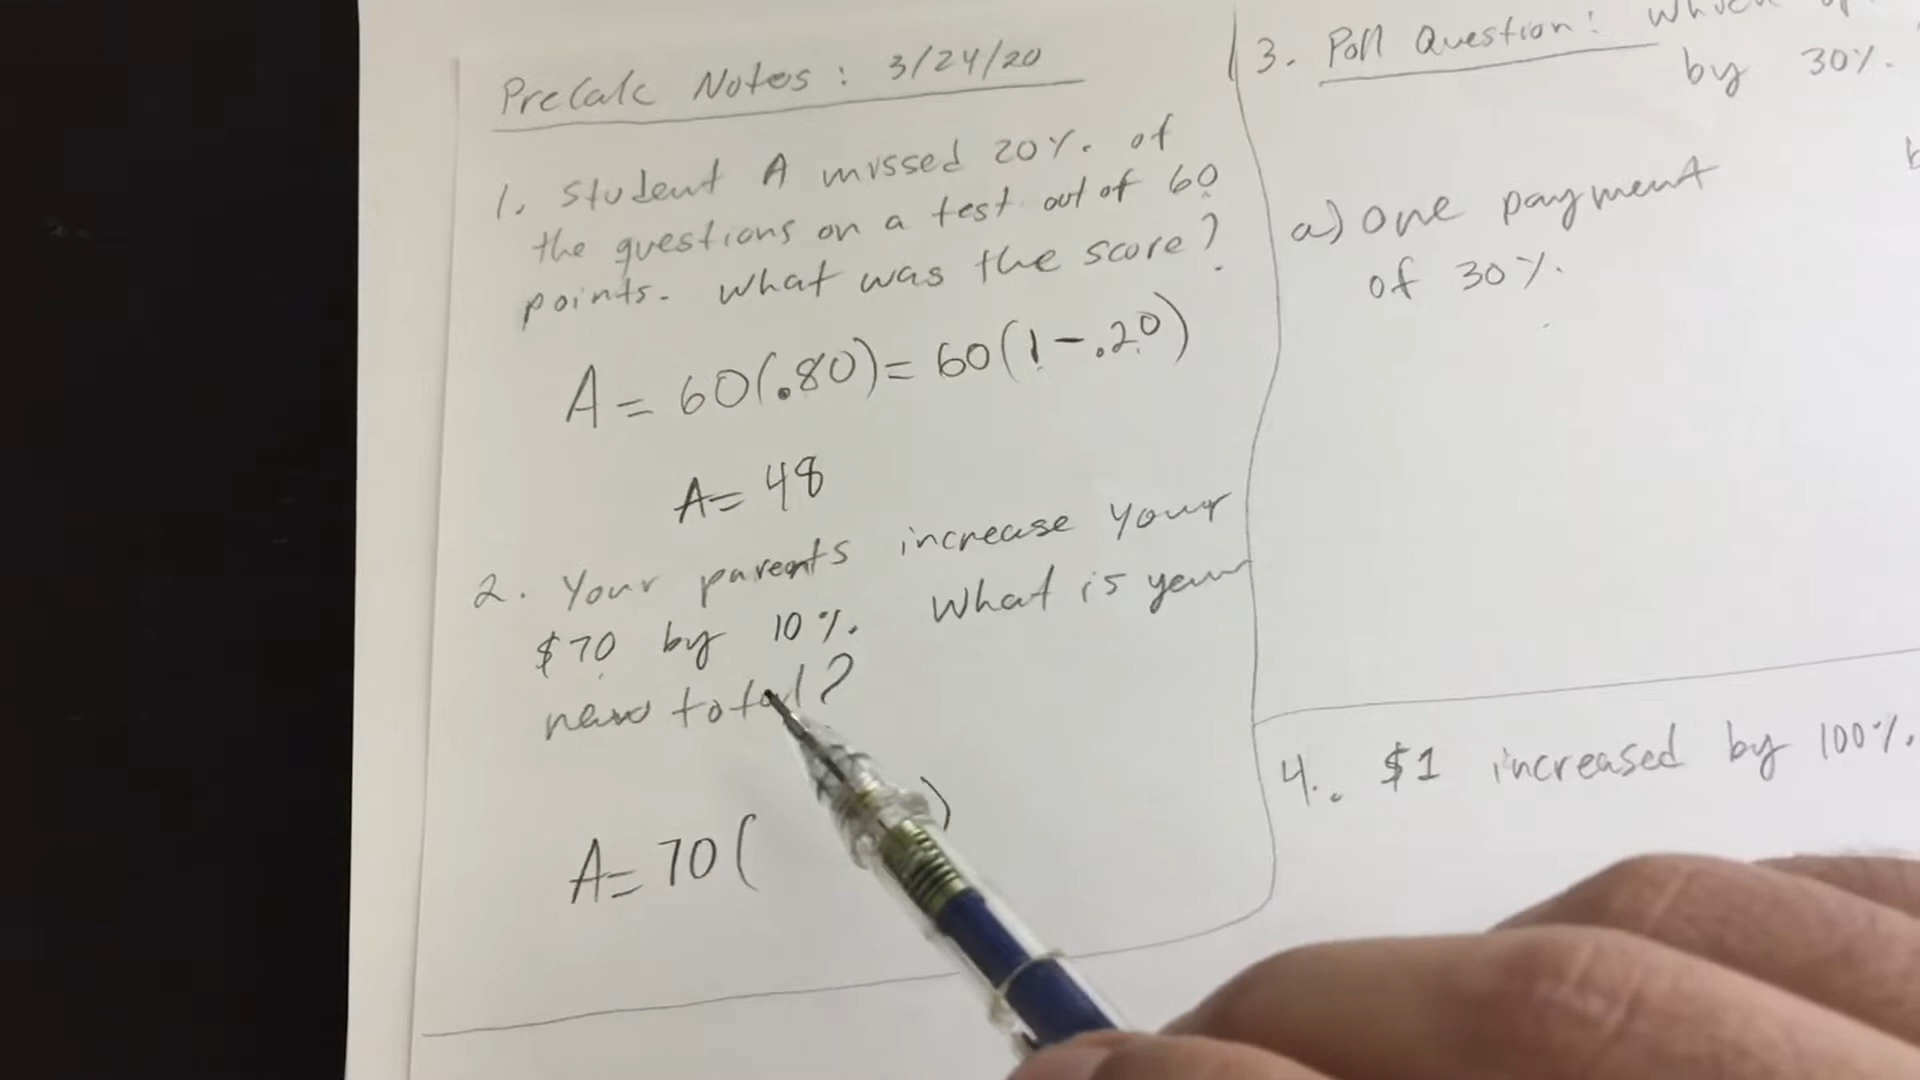 PreCalc Notes: 3/24/20
1. Student A missed 20%. of
the questions on a test out of 60
points. What was the score?
A = 60(.80) = 60(1-.20)
A = 48
2. Your parents increase your
$70 by 10%. What is your
new total?
A = 70( )
3. Poll Question: Which
by 30%.
a) one payment
of 30%.
4. $1 increased by 100%.